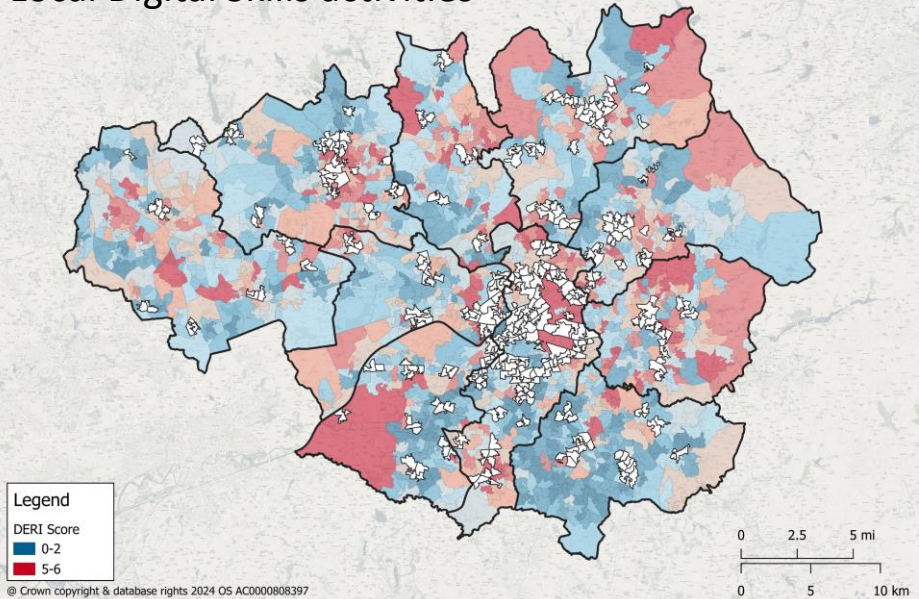 Local Digital Skills activities
Legend
DERI Score
0-2
5-6
0 2.5 5 mi
0 5 10 km
@ Crown copyright & database rights 2024 OS AC0000808397